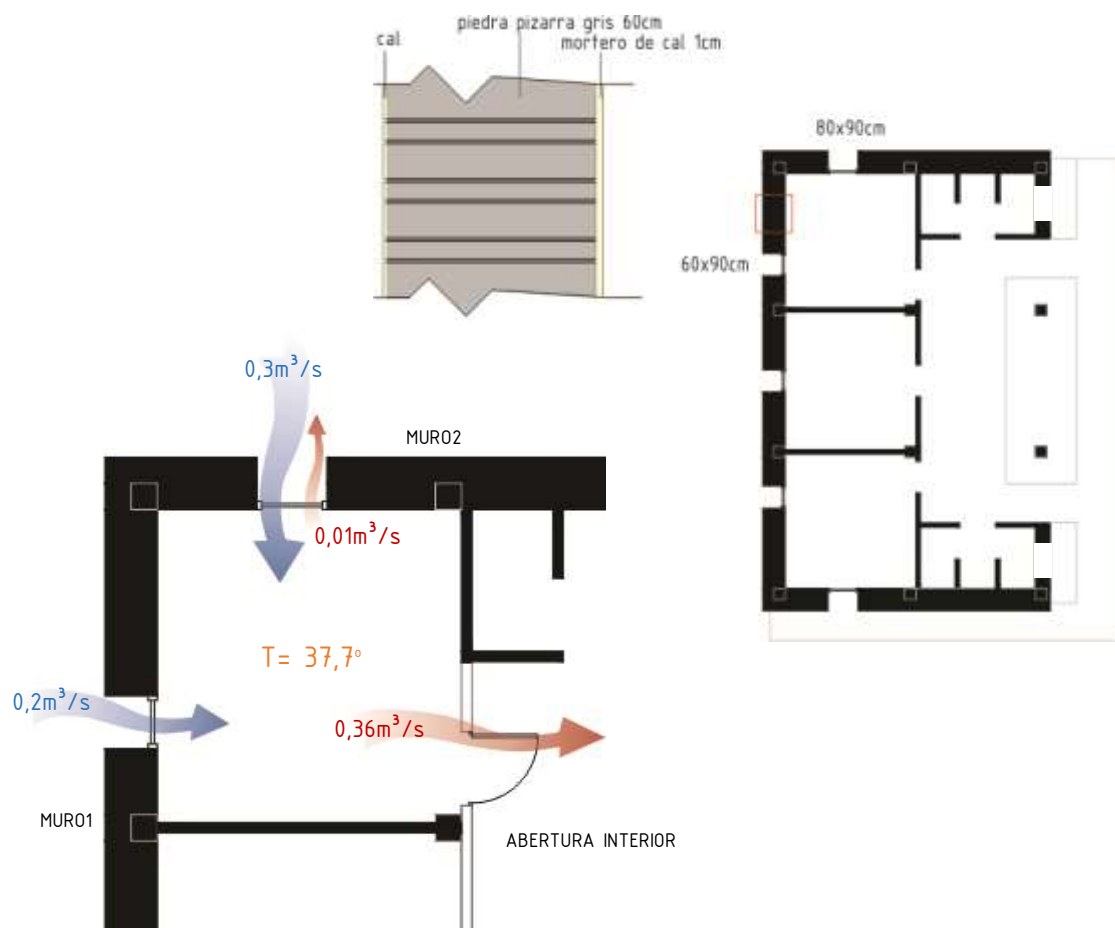 piedra pizarra gris 60cm
cal
mortero de cal 1cm
80x90cm
60x90cm
0,3m³/s
MURO2
0,01m³/s
T= 37,7º
0,2m³/s
0,36m³/s
MURO1
ABERTURA INTERIOR